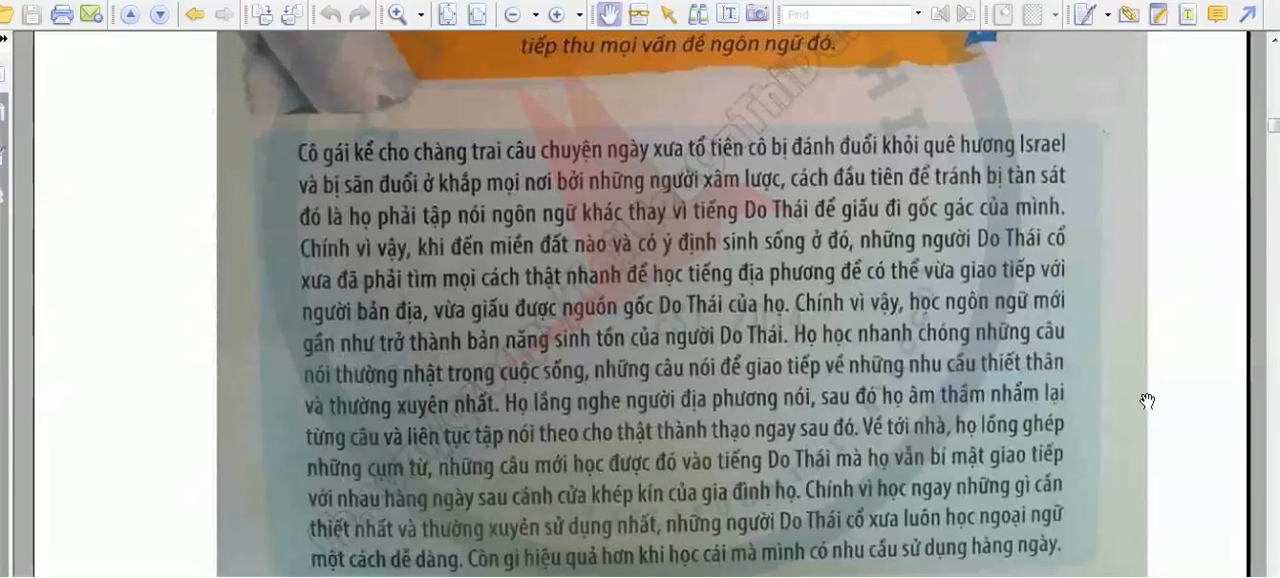 Find
tiếp thu mọi vấn đề ngôn ngữ đó.
Cô gái kể cho chàng trai câu chuyện ngày xưa tổ tiên cô bị đánh đuổi khỏi quê hương Israel
và bị săn đuổi ở khắp mọi nơi bởi những người xâm lược, cách đầu tiên để tránh bị tàn sát
đó là họ phải tập nói ngôn ngữ khác thay vì tiếng Do Thái để giấu đi gốc gác của mình.
Chính vì vậy, khi đến miền đất nào và có ý định sinh sống ở đó, những người Do Thái cổ
xưa đã phải tìm mọi cách thật nhanh để học tiếng địa phương để có thể vừa giao tiếp với
người bản địa, vừa giấu được nguồn gốc Do Thái của họ. Chính vì vậy, học ngôn ngữ mới
gần như trở thành bản năng sinh tồn của người Do Thái. Họ học nhanh chóng những câu
nói thường nhật trong cuộc sống, những câu nói để giao tiếp về những nhu cầu thiết thân
và thường xuyên nhất. Họ lắng nghe người địa phương nói, sau đó họ âm thầm nhẩm lại
từng câu và liên tục tập nói theo cho thật thành thạo ngay sau đó. Về tới nhà, họ lồng ghép
những cụm từ, những câu mới học được đó vào tiếng Do Thái mà họ vẫn bí mật giao tiếp
với nhau hàng ngày sau cánh cửa khép kín của gia đình họ. Chính vì học ngay những gì cần
thiết nhất và thường xuyên sử dụng nhất, những người Do Thái cổ xưa luôn học ngoại ngữ
một cách dễ dàng. Còn gì hiệu quả hơn khi học cái mà mình có nhu cầu sử dụng hàng ngày.